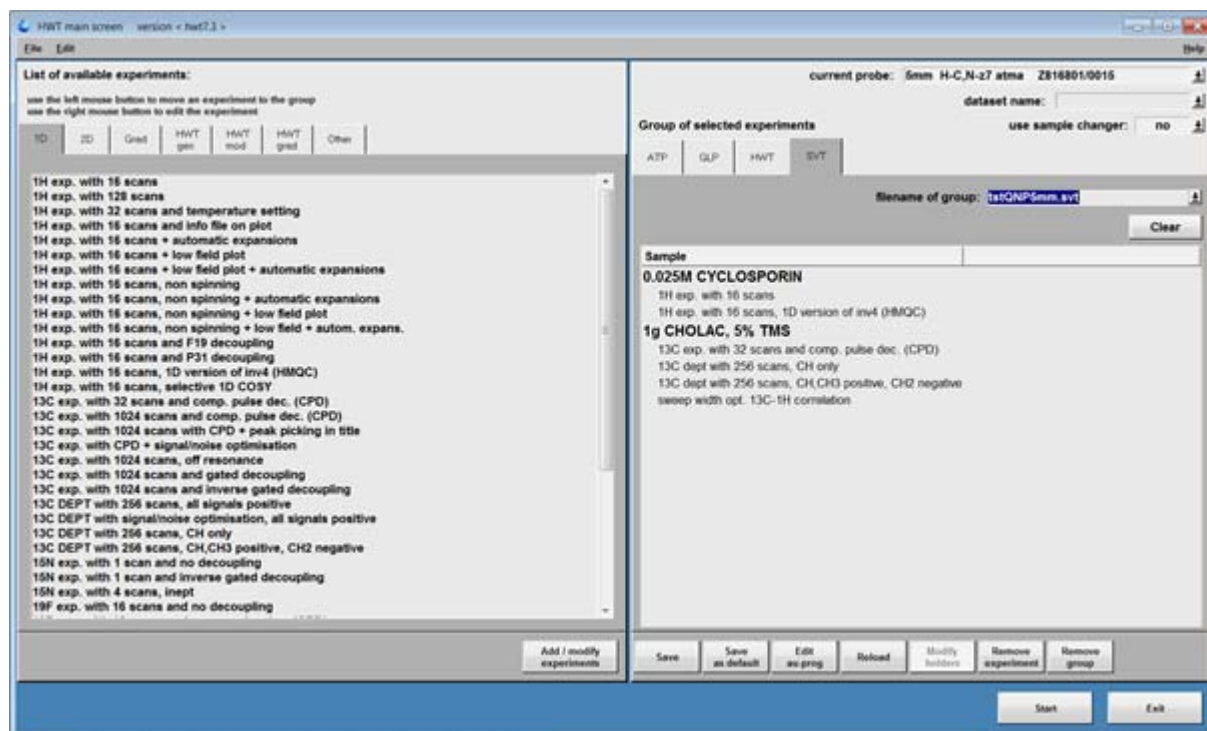 HWT main screen version < hwt7.3 >
File Edit Help
List of available experiments:
use the left mouse button to move an experiment to the group
use the right mouse button to edit the experiment
1D 2D Grad HWT gen HWT mod HWT grad Other
1H exp. with 16 scans
1H exp. with 128 scans
1H exp. with 32 scans and temperature setting
1H exp. with 16 scans and info file on plot
1H exp. with 16 scans + automatic expansions
1H exp. with 16 scans + low field plot
1H exp. with 16 scans + low field plot + automatic expansions
1H exp. with 16 scans, non spinning
1H exp. with 16 scans, non spinning + automatic expansions
1H exp. with 16 scans, non spinning + low field plot
1H exp. with 16 scans, non spinning + low field + autom. expans.
1H exp. with 16 scans and F19 decoupling
1H exp. with 16 scans and P31 decoupling
1H exp. with 16 scans, 1D version of inv4 (HMQC)
1H exp. with 16 scans, selective 1D COSY
13C exp. with 32 scans and comp. pulse dec. (CPD)
13C exp. with 1024 scans and comp. pulse dec. (CPD)
13C exp. with 1024 scans with CPD + peak picking in title
13C exp. with CPD + signal/noise optimisation
13C exp. with 1024 scans, off resonance
13C exp. with 1024 scans and gated decoupling
13C exp. with 1024 scans and inverse gated decoupling
13C DEPT with 256 scans, all signals positive
13C DEPT with signal/noise optimisation, all signals positive
13C DEPT with 256 scans, CH only
13C DEPT with 256 scans, CH,CH3 positive, CH2 negative
15N exp. with 1 scan and no decoupling
15N exp. with 1 scan and inverse gated decoupling
15N exp. with 4 scans, inept
19F exp. with 16 scans and no decoupling
Add / modify experiments
current probe: 5mm H-C,N-z7 atma Z816801/0015
dataset name:
Group of selected experiments use sample changer: no
ATP GLP HWT SVT
filename of group: tstQNP5mm.svt
Clear
Sample
0.025M CYCLOSPORIN
1H exp. with 16 scans
1H exp. with 16 scans, 1D version of inv4 (HMQC)
1g CHOLAC, 5% TMS
13C exp. with 32 scans and comp. pulse dec. (CPD)
13C dept with 256 scans, CH only
13C dept with 256 scans, CH,CH3 positive, CH2 negative
sweep width opt. 13C-1H correlation
Save Save as default Edit au-prog Reload Modify holders Remove experiment Remove group
Start Exit